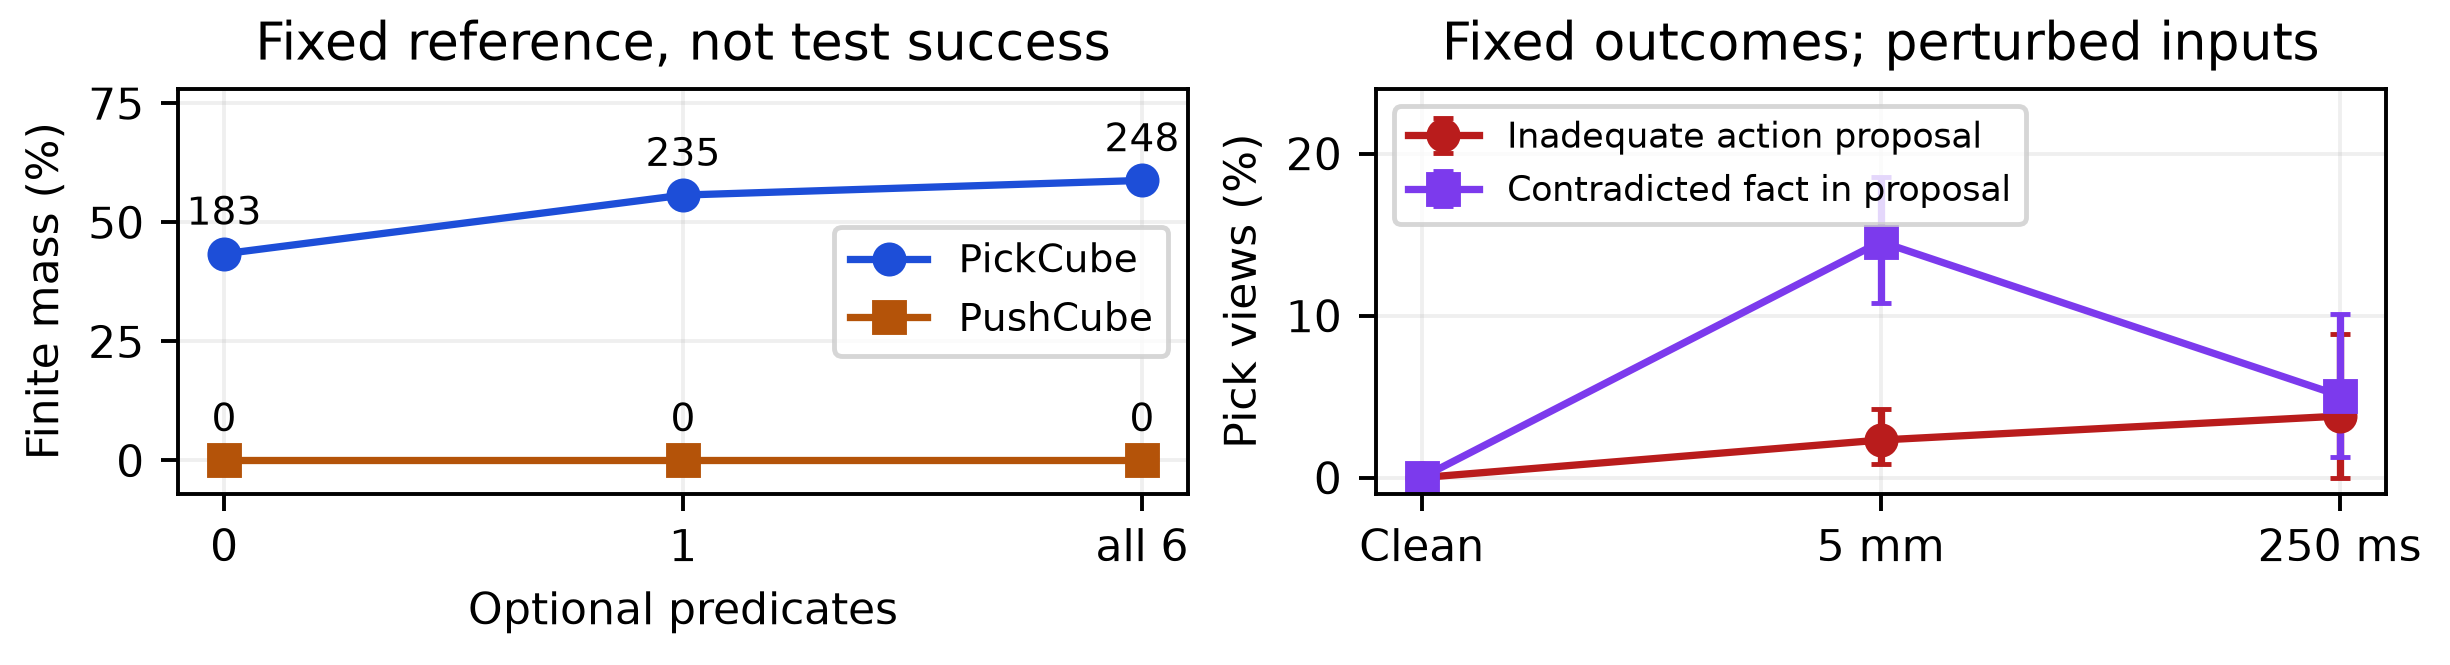 Fixed reference, not test success
Finite mass (%)
75
50
25
0
183
235
248
0
0
0
PickCube
PushCube
0
1
all 6
Optional predicates
Fixed outcomes; perturbed inputs
Pick views (%)
20
10
0
Inadequate action proposal
Contradicted fact in proposal
Clean
5 mm
250 ms